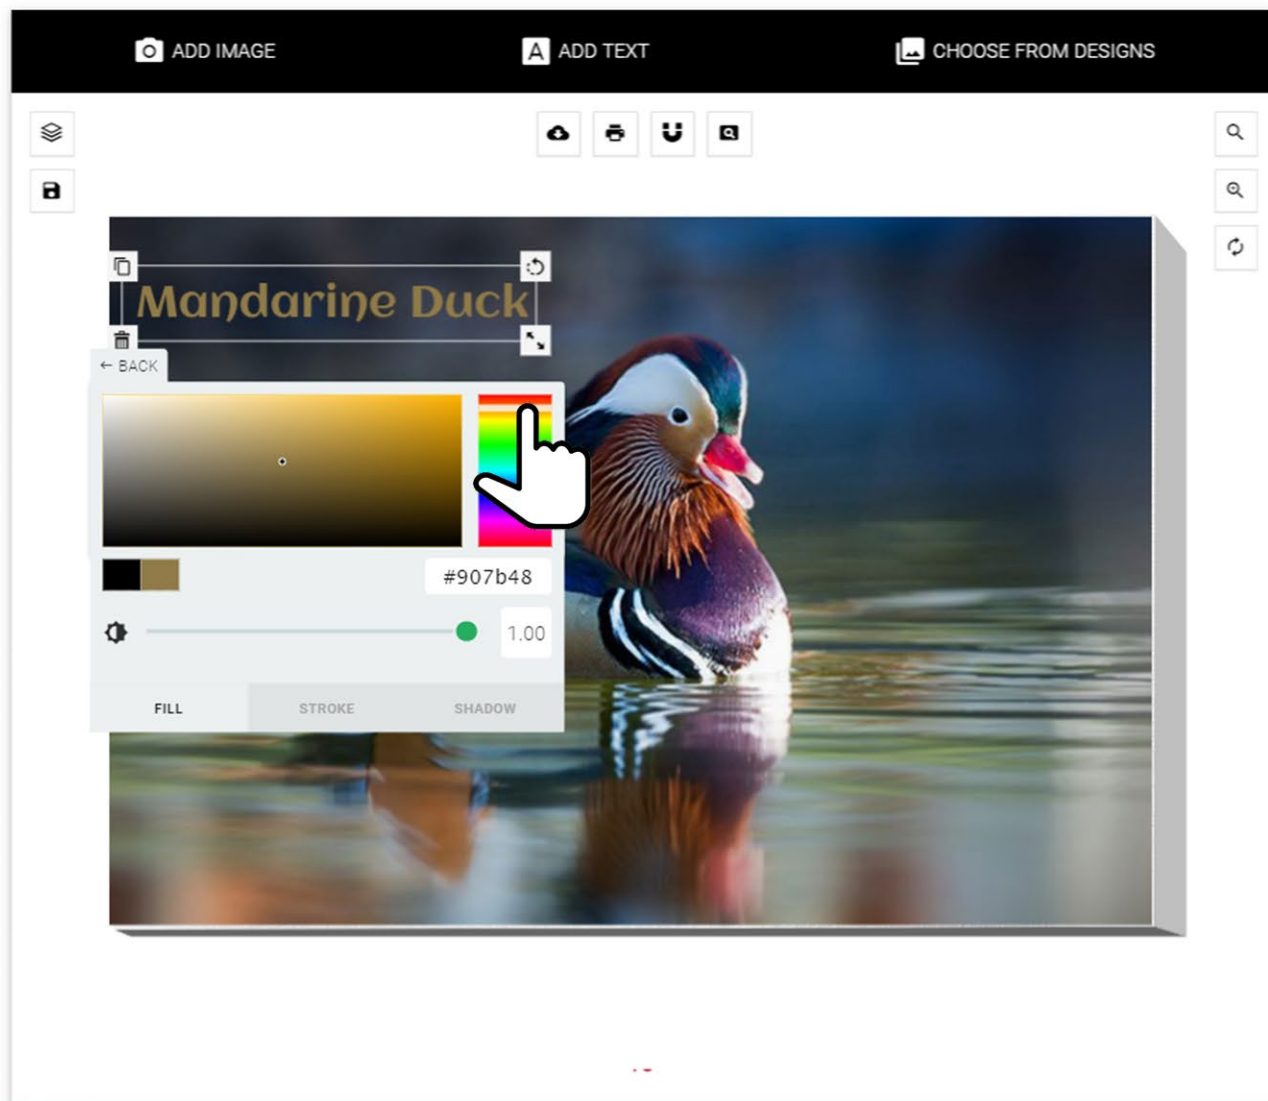 ADD IMAGE
A ADD TEXT
CHOOSE FROM DESIGNS
Mandarine Duck
← BACK
#907b48
1.00
FILL
STROKE
SHADOW